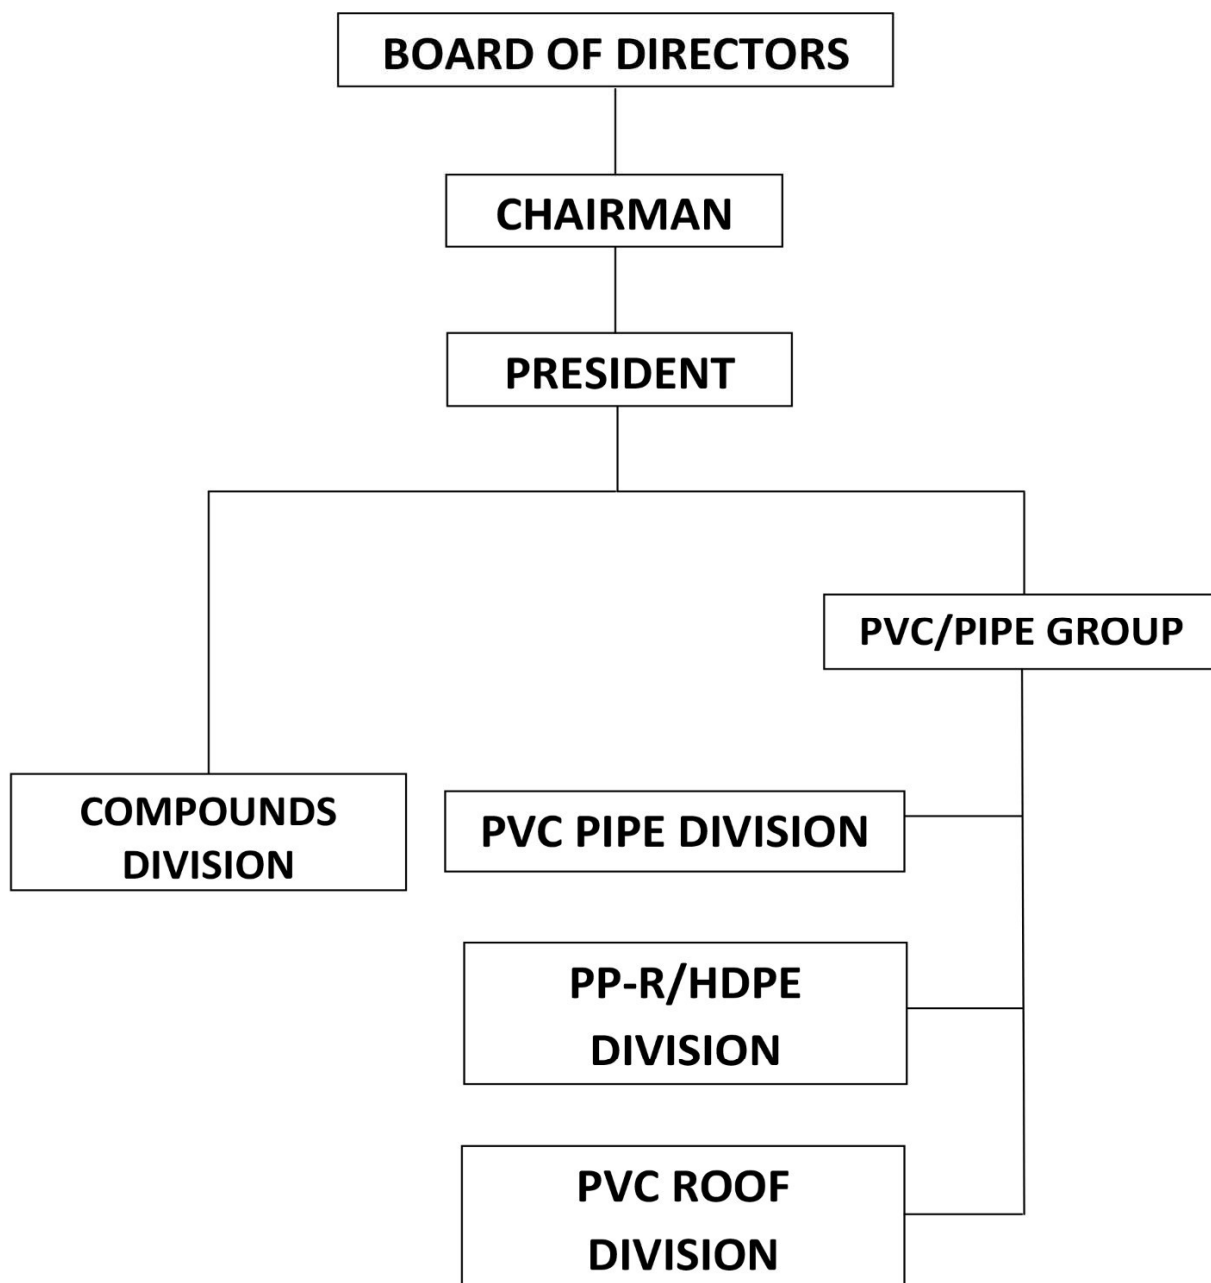 BOARD OF DIRECTORS
CHAIRMAN
PRESIDENT
PVC/PIPE GROUP
COMPOUNDS
DIVISION
PVC PIPE DIVISION
PP-R/HDPE
DIVISION
PVC ROOF
DIVISION